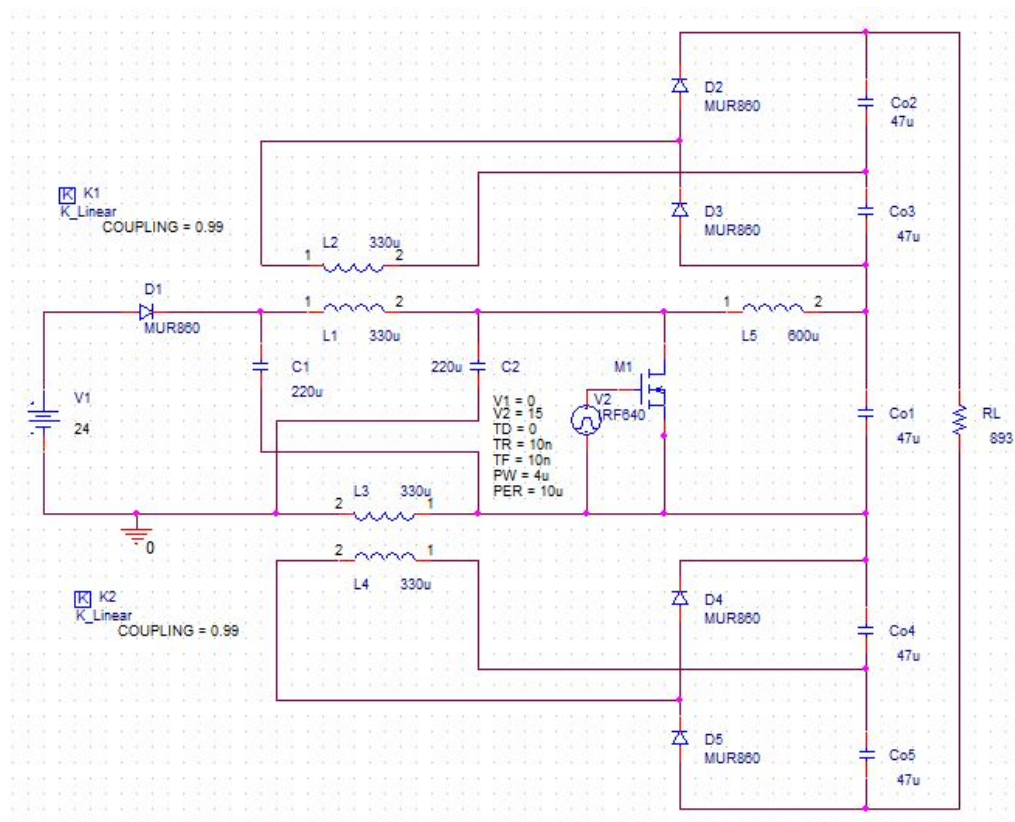 D2
MUR860
Co2
47u
K K1
K_Linear
COUPLING = 0.99
D3
MUR860
Co3
47u
L2 330u
1 2
D1
MUR860
1 2
L1 330u
1 2
L5 600u
C1
220u
220u C2
M1
IRF640
V2
V1 = 0
V2 = 15
TD = 0
TR = 10n
TF = 10n
PW = 4u
PER = 10u
V1
24
Co1
47u
RL
893
L3 330u
2 1
0
2 1
L4 330u
K K2
K_Linear
COUPLING = 0.99
D4
MUR860
Co4
47u
D5
MUR860
Co5
47u